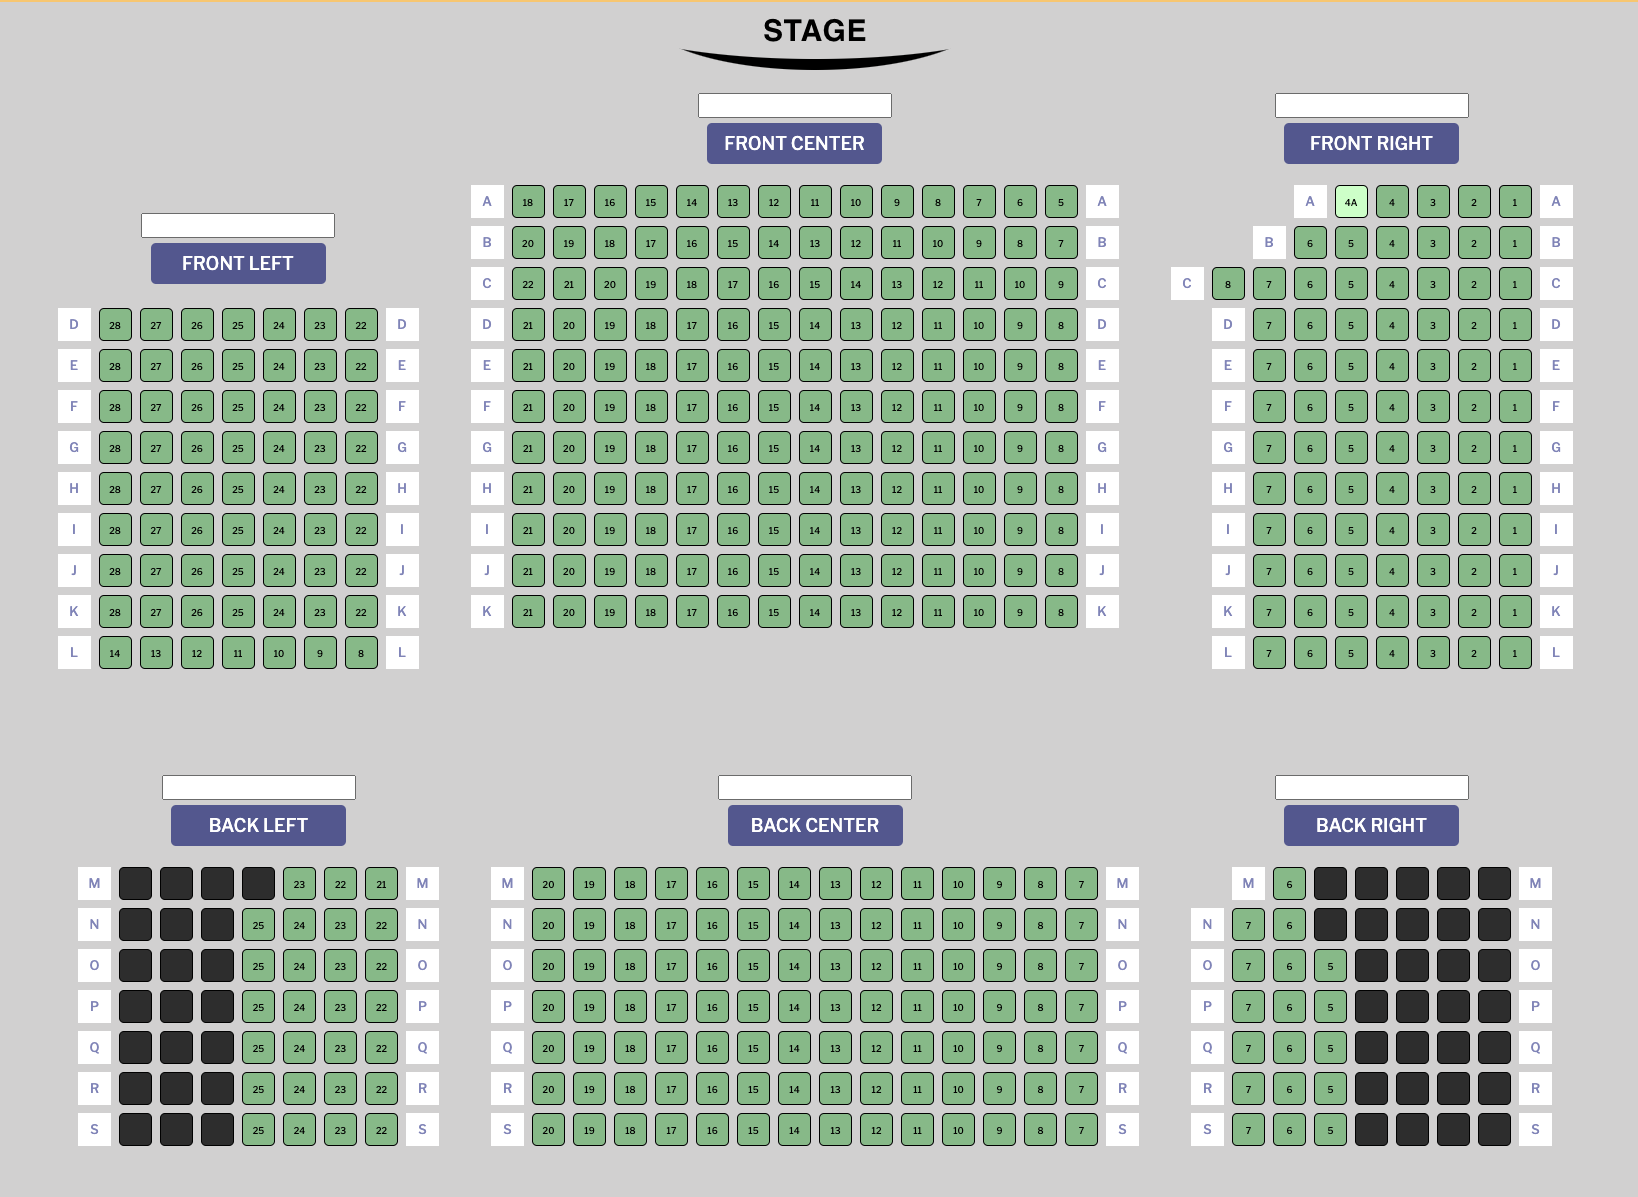 STAGE
FRONT CENTER
FRONT RIGHT
A 18 17 16 15 14 13 12 11 10 9 8 7 6 5 A
A 4A 4 3 2 1 A
FRONT LEFT
B 20 19 18 17 16 15 14 13 12 11 10 9 8 7 B
B 6 5 4 3 2 1 B
C 22 21 20 19 18 17 16 15 14 13 12 11 10 9 C
C 8 7 6 5 4 3 2 1 C
D 28 27 26 25 24 23 22 D
D 21 20 19 18 17 16 15 14 13 12 11 10 9 8 D
D 7 6 5 4 3 2 1 D
E 28 27 26 25 24 23 22 E
E 21 20 19 18 17 16 15 14 13 12 11 10 9 8 E
E 7 6 5 4 3 2 1 E
F 28 27 26 25 24 23 22 F
F 21 20 19 18 17 16 15 14 13 12 11 10 9 8 F
F 7 6 5 4 3 2 1 F
G 28 27 26 25 24 23 22 G
G 21 20 19 18 17 16 15 14 13 12 11 10 9 8 G
G 7 6 5 4 3 2 1 G
H 28 27 26 25 24 23 22 H
H 21 20 19 18 17 16 15 14 13 12 11 10 9 8 H
H 7 6 5 4 3 2 1 H
I 28 27 26 25 24 23 22 I
I 21 20 19 18 17 16 15 14 13 12 11 10 9 8 I
I 7 6 5 4 3 2 1 I
J 28 27 26 25 24 23 22 J
J 21 20 19 18 17 16 15 14 13 12 11 10 9 8 J
J 7 6 5 4 3 2 1 J
K 28 27 26 25 24 23 22 K
K 21 20 19 18 17 16 15 14 13 12 11 10 9 8 K
K 7 6 5 4 3 2 1 K
L 14 13 12 11 10 9 8 L
L 7 6 5 4 3 2 1 L
BACK LEFT
BACK CENTER
BACK RIGHT
M 23 22 21 M
M 20 19 18 17 16 15 14 13 12 11 10 9 8 7 M
M 6 M
N 25 24 23 22 N
N 20 19 18 17 16 15 14 13 12 11 10 9 8 7 N
N 7 6 N
O 25 24 23 22 O
O 20 19 18 17 16 15 14 13 12 11 10 9 8 7 O
O 7 6 5 O
P 25 24 23 22 P
P 20 19 18 17 16 15 14 13 12 11 10 9 8 7 P
P 7 6 5 P
Q 25 24 23 22 Q
Q 20 19 18 17 16 15 14 13 12 11 10 9 8 7 Q
Q 7 6 5 Q
R 25 24 23 22 R
R 20 19 18 17 16 15 14 13 12 11 10 9 8 7 R
R 7 6 5 R
S 25 24 23 22 S
S 20 19 18 17 16 15 14 13 12 11 10 9 8 7 S
S 7 6 5 S